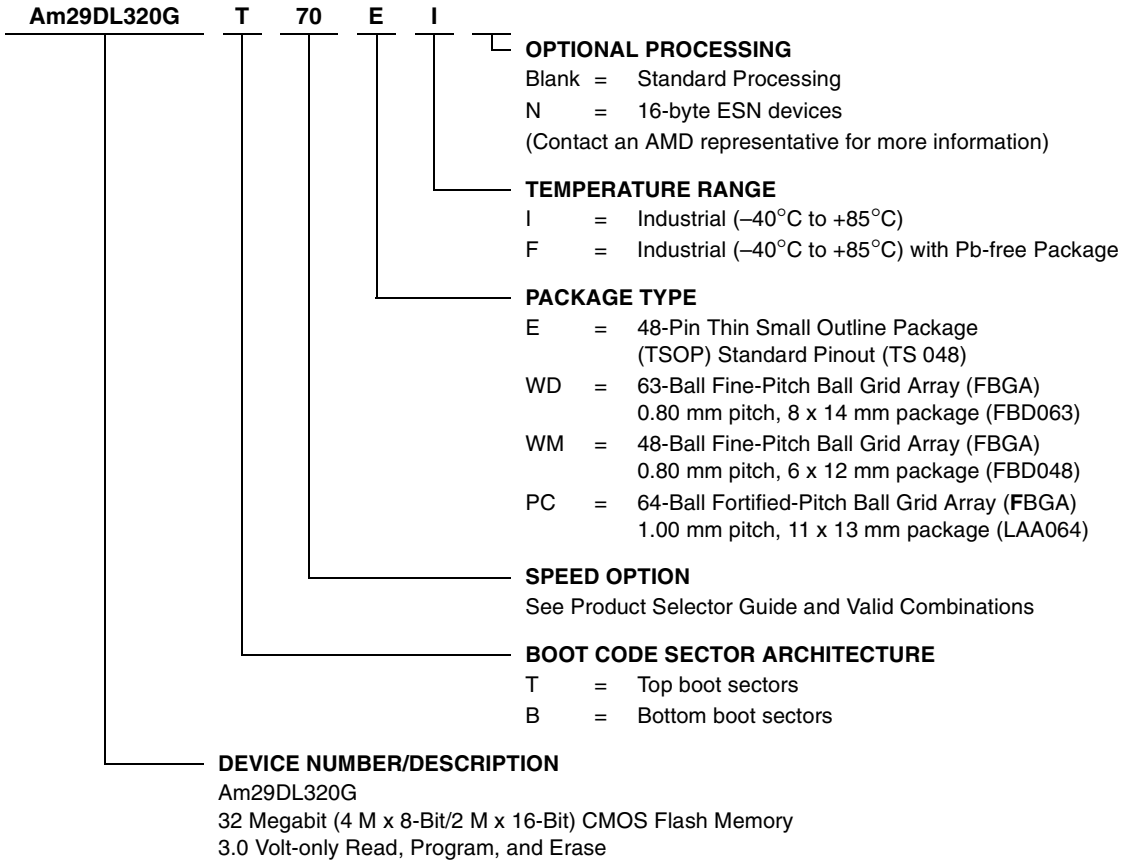 Am29DL320G T 70 E I
OPTIONAL PROCESSING
Blank = Standard Processing
N = 16-byte ESN devices
(Contact an AMD representative for more information)
TEMPERATURE RANGE
I = Industrial (–40°C to +85°C)
F = Industrial (–40°C to +85°C) with Pb-free Package
PACKAGE TYPE
E = 48-Pin Thin Small Outline Package
(TSOP) Standard Pinout (TS 048)
WD = 63-Ball Fine-Pitch Ball Grid Array (FBGA)
0.80 mm pitch, 8 x 14 mm package (FBD063)
WM = 48-Ball Fine-Pitch Ball Grid Array (FBGA)
0.80 mm pitch, 6 x 12 mm package (FBD048)
PC = 64-Ball Fortified-Pitch Ball Grid Array (FBGA)
1.00 mm pitch, 11 x 13 mm package (LAA064)
SPEED OPTION
See Product Selector Guide and Valid Combinations
BOOT CODE SECTOR ARCHITECTURE
T = Top boot sectors
B = Bottom boot sectors
DEVICE NUMBER/DESCRIPTION
Am29DL320G
32 Megabit (4 M x 8-Bit/2 M x 16-Bit) CMOS Flash Memory
3.0 Volt-only Read, Program, and Erase